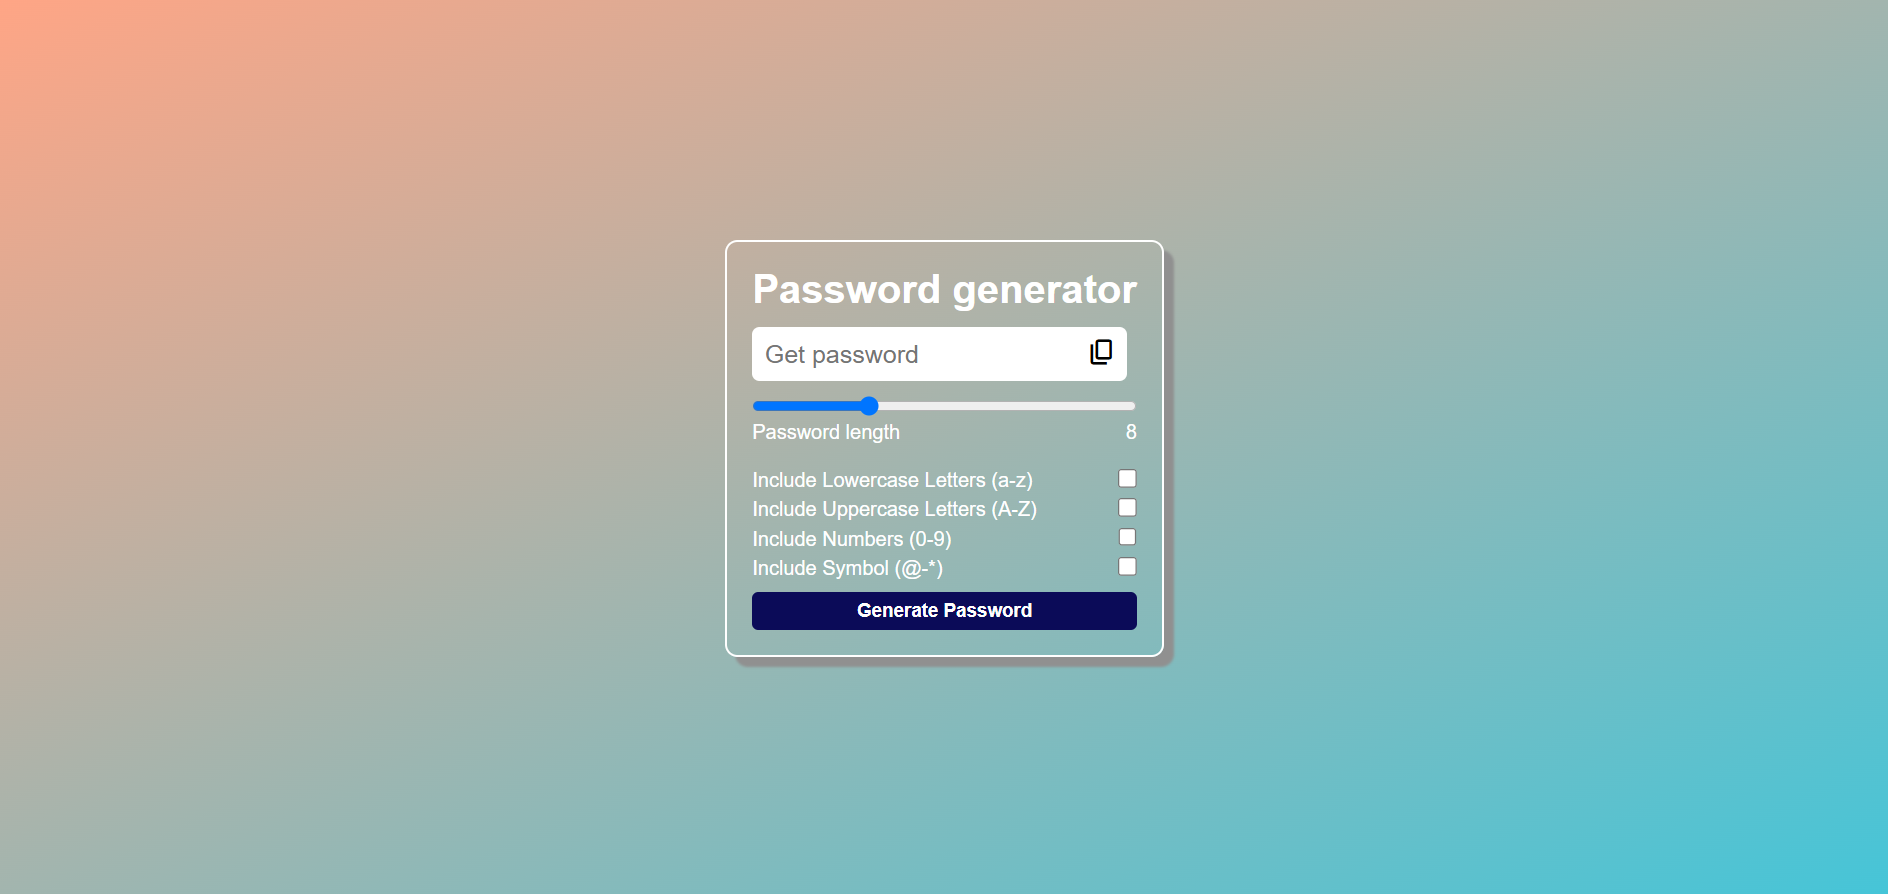 Password generator
Get password
Password length 8
Include Lowercase Letters (a-z)
Include Uppercase Letters (A-Z)
Include Numbers (0-9)
Include Symbol (@-*)
Generate Password